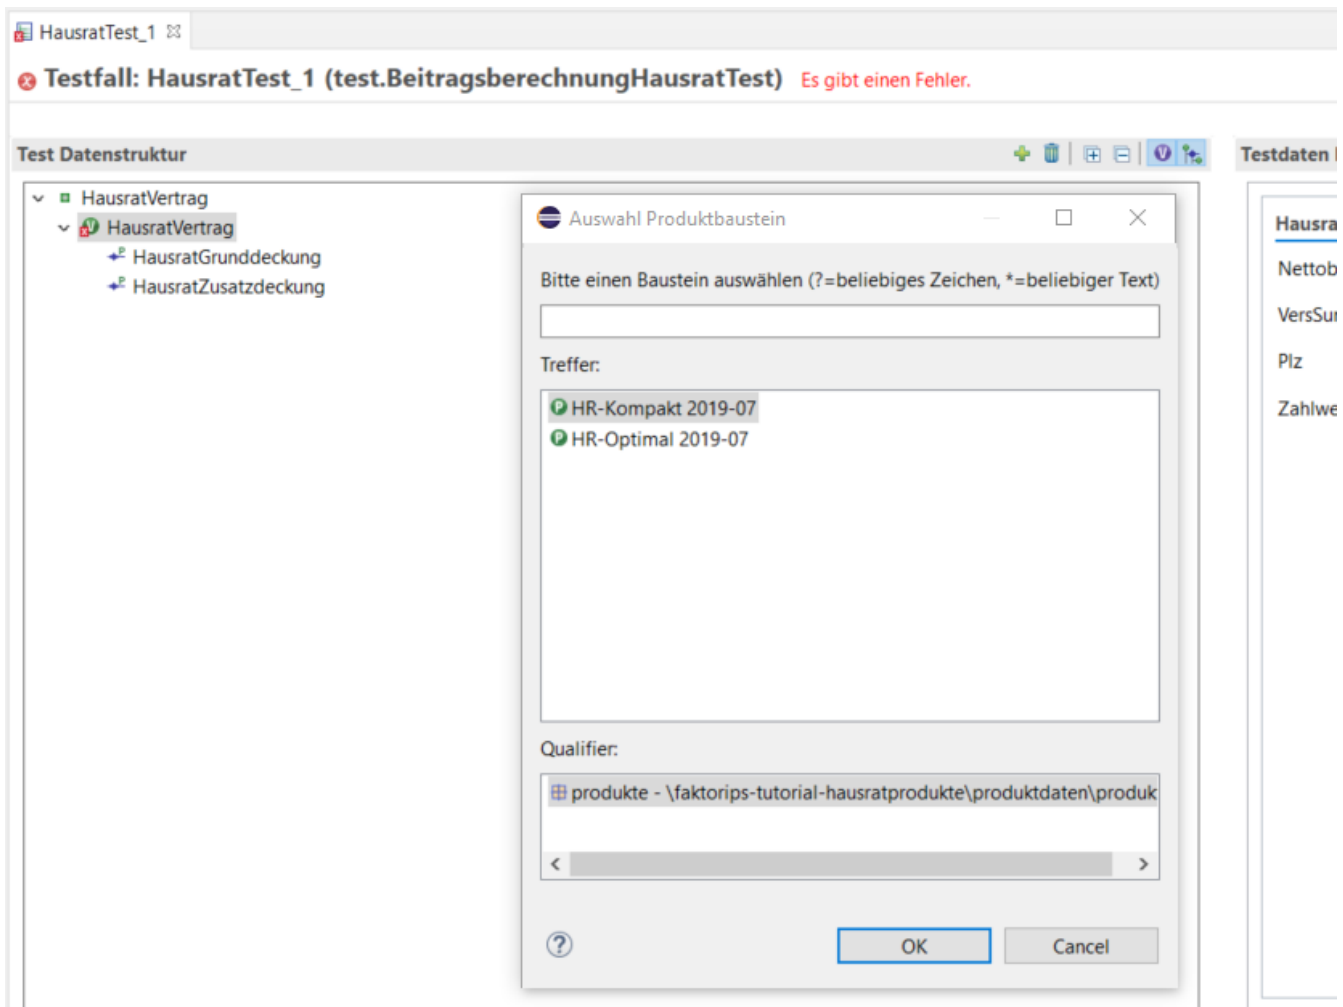 HausratTest_1
Testfall: HausratTest_1 (test.BeitragsberechnungHausratTest) Es gibt einen Fehler.
Test Datenstruktur
HausratVertrag
HausratVertrag
HausratGrunddeckung
HausratZusatzdeckung
Auswahl Produktbaustein
Bitte einen Baustein auswählen (?=beliebiges Zeichen, *=beliebiger Text)
Treffer:
HR-Kompakt 2019-07
HR-Optimal 2019-07
Qualifier:
produkte - \faktorips-tutorial-hausratprodukte\produktdaten\produk
OK
Cancel
Testdaten
Hausra
Nettob
VersSu
Plz
Zahlwe